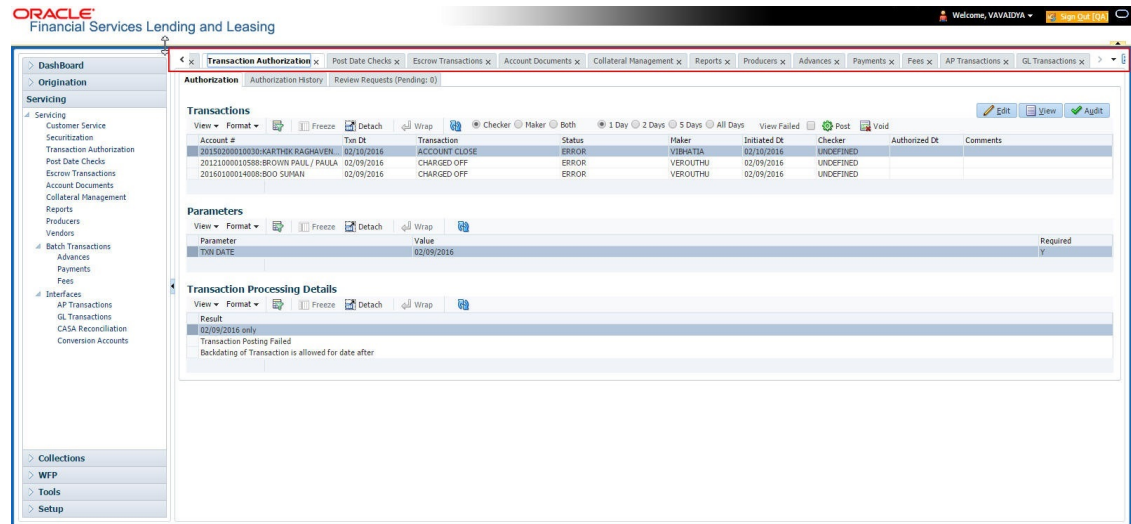 ORACLE
Financial Services Lending and Leasing
Welcome, VAVAIDYA
Sign Out [QA]
DashBoard
Origination
Servicing
Servicing
Customer Service
Securitization
Transaction Authorization
Post Date Checks
Escrow Transactions
Account Documents
Collateral Management
Reports
Producers
Vendors
Batch Transactions
Advances
Payments
Fees
Interfaces
AP Transactions
GL Transactions
CASA Reconciliation
Conversion Accounts
Collections
WFP
Tools
Setup
x Transaction Authorization x Post Date Checks x Escrow Transactions x Account Documents x Collateral Management x Reports x Producers x Advances x Payments x Fees x AP Transactions x GL Transactions x
Authorization Authorization History Review Requests (Pending: 0)
Transactions
Edit View Audit
View Format Freeze Detach Wrap Checker Maker Both 1 Day 2 Days 5 Days All Days View Failed Post Void
Account # Txn Dt Transaction Status Maker Initiated Dt Checker Authorized Dt Comments
20150200010030:KARTHIK RAGHAVEN... 02/10/2016 ACCOUNT CLOSE ERROR VIBHATIA 02/10/2016 UNDEFINED
20121000010588:BROWN PAUL / PAULA 02/09/2016 CHARGED OFF ERROR VEROUTHU 02/09/2016 UNDEFINED
20160100014008:BOO SUMAN 02/09/2016 CHARGED OFF ERROR VEROUTHU 02/09/2016 UNDEFINED
Parameters
View Format Freeze Detach Wrap
Parameter Value Required
TXN DATE 02/09/2016 Y
Transaction Processing Details
View Format Freeze Detach Wrap
Result
02/09/2016 only
Transaction Posting Failed
Backdating of Transaction is allowed for date after